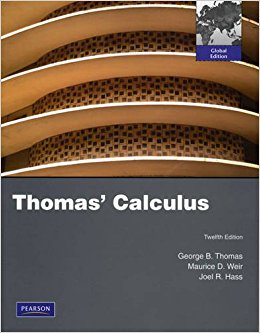 Global
Edition
Thomas' Calculus
Twelfth Edition
George B. Thomas
Maurice D. Weir
Joel R. Hass
PEARSON